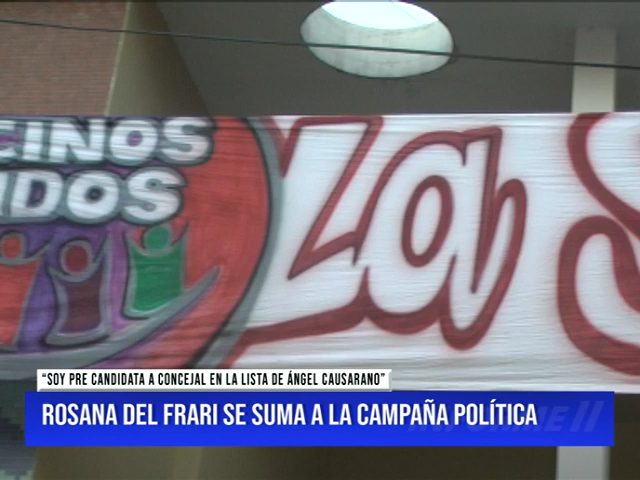 CINOS
IDOS
La S
“SOY PRE CANDIDATA A CONCEJAL EN LA LISTA DE ÁNGEL CAUSARANO”
ROSANA DEL FRARI SE SUMA A LA CAMPAÑA POLÍTICA